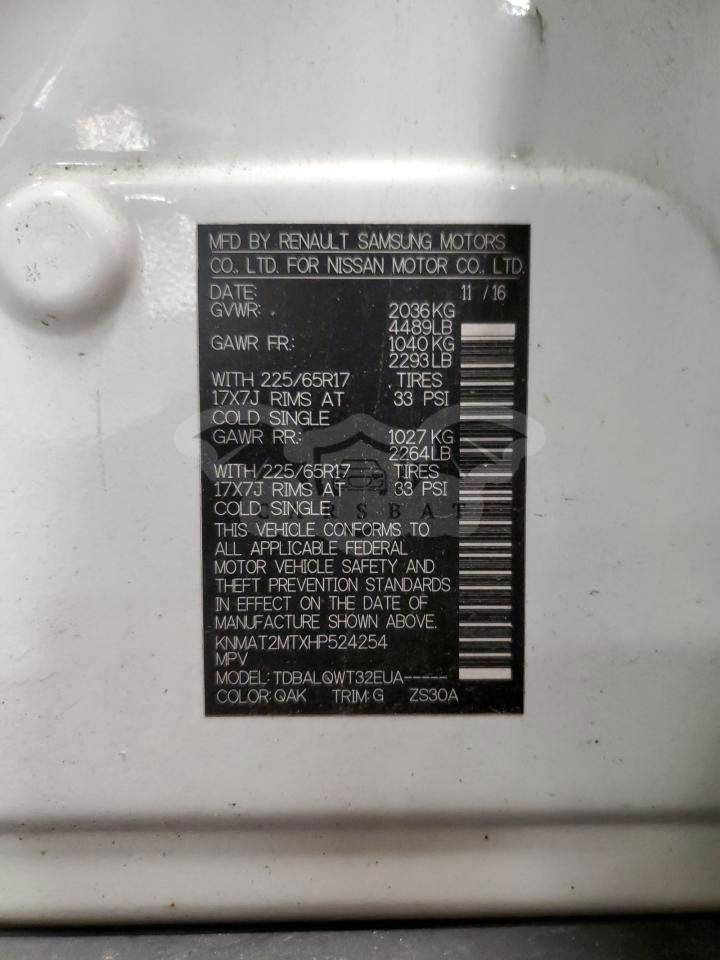 MFD BY RENAULT SAMSUNG MOTORS
CO., LTD. FOR NISSAN MOTOR CO., LTD.
DATE: 11 / 16
GVWR: 2036KG
4489LB
GAWR FR.: 1040 KG
2293LB
WITH 225/65R17 TIRES
17X7J RIMS AT 33 PSI
COLD SINGLE
GAWR RR.: 1027 KG
2264LB
WITH 225/65R17 TIRES
17X7J RIMS AT 33 PSI
COLD SINGLE
CARSBAT
THIS VEHICLE CONFORMS TO
ALL APPLICABLE FEDERAL
MOTOR VEHICLE SAFETY AND
THEFT PREVENTION STANDARDS
IN EFFECT ON THE DATE OF
MANUFACTURE SHOWN ABOVE.
KNMAT2MTXHP524254
MPV
MODEL: TDBALQWT32EUA-----
COLOR: QAK TRIM: G ZS30A